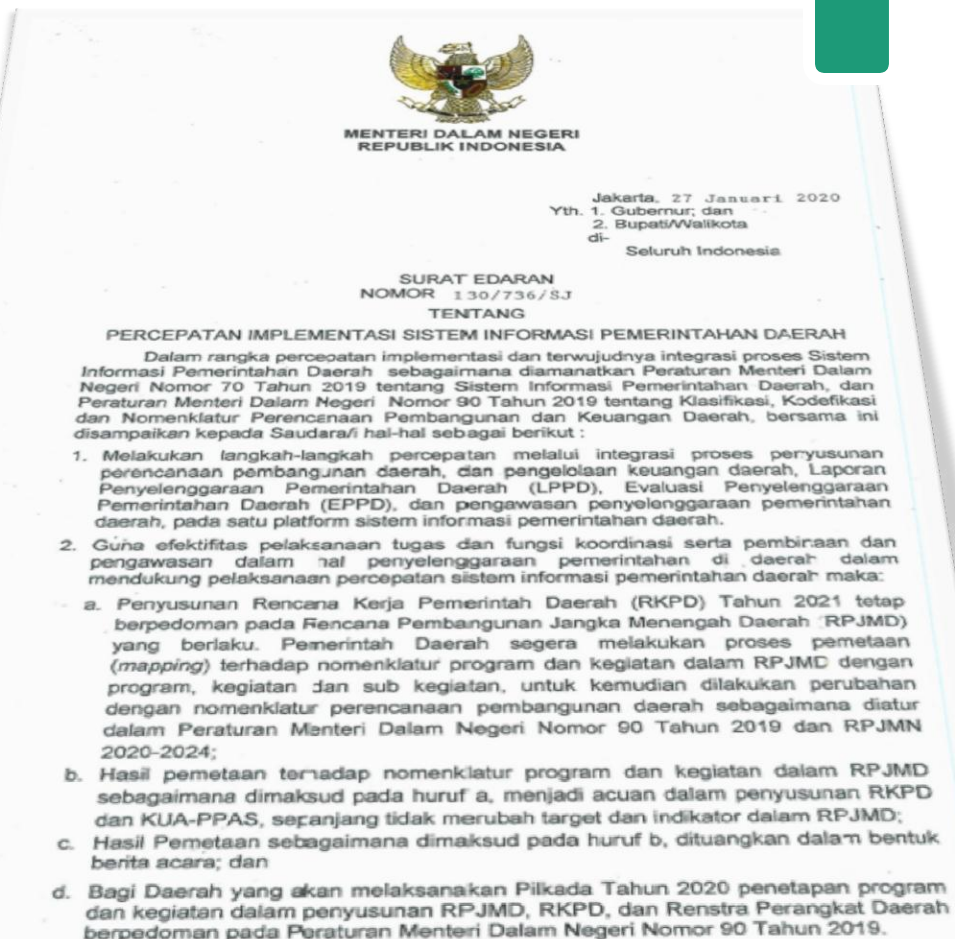 MENTERI DALAM NEGERI
REPUBLIK INDONESIA
Jakarta, 27 Januari 2020
Yth. 1. Gubernur; dan
2. Bupati/Walikota
di-
Seluruh Indonesia
SURAT EDARAN
NOMOR 130/736/SJ
TENTANG
PERCEPATAN IMPLEMENTASI SISTEM INFORMASI PEMERINTAHAN DAERAH
Dalam rangka percepatan implementasi dan terwujudnya integrasi proses Sistem
Informasi Pemerintahan Daerah sebagaimana diamanatkan Peraturan Menteri Dalam
Negeri Nomor 70 Tahun 2019 tentang Sistem Informasi Pemerintahan Daerah, dan
Peraturan Menteri Dalam Negeri Nomor 90 Tahun 2019 tentang Klasifikasi, Kodefikasi
dan Nomenklatur Perencanaan Pembangunan dan Keuangan Daerah, bersama ini
disampaikan kepada Saudara/i hal-hal sebagai berikut :
1. Melakukan langkah-langkah percepatan melalui integrasi proses penyusunan
perencanaan pembangunan daerah, dan pengelolaan keuangan daerah, Laporan
Penyelenggaraan Pemerintahan Daerah (LPPD), Evaluasi Penyelenggaraan
Pemerintahan Daerah (EPPD), dan pengawasan penyelenggaraan pemerintahan
daerah, pada satu platform sistem informasi pemerintahan daerah.
2. Guna efektifitas pelaksanaan tugas dan fungsi koordinasi serta pembinaan dan
pengawasan dalam hal penyelenggaraan pemerintahan di daerah dalam
mendukung pelaksanaan percepatan sistem informasi pemerintahan daerah maka:
a. Penyusunan Rencana Kerja Pemerintah Daerah (RKPD) Tahun 2021 tetap
berpedoman pada Rencana Pembangunan Jangka Menengah Daerah (RPJMD)
yang berlaku. Pemerintah Daerah segera melakukan proses pemetaan
(mapping) terhadap nomenklatur program dan kegiatan dalam RPJMD dengan
program, kegiatan dan sub kegiatan, untuk kemudian dilakukan perubahan
dengan nomenklatur perencanaan pembangunan daerah sebagaimana diatur
dalam Peraturan Menteri Dalam Negeri Nomor 90 Tahun 2019 dan RPJMN
2020-2024;
b. Hasil pemetaan terhadap nomenklatur program dan kegiatan dalam RPJMD
sebagaimana dimaksud pada huruf a, menjadi acuan dalam penyusunan RKPD
dan KUA-PPAS, sepanjang tidak merubah target dan indikator dalam RPJMD;
c. Hasil Pemetaan sebagaimana dimaksud pada huruf b, dituangkan dalam bentuk
berita acara; dan
d. Bagi Daerah yang akan melaksanakan Pilkada Tahun 2020 penetapan program
dan kegiatan dalam penyusunan RPJMD, RKPD, dan Renstra Perangkat Daerah
berpedoman pada Peraturan Menteri Dalam Negeri Nomor 90 Tahun 2019.